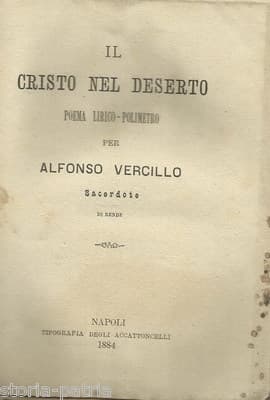 IL
CRISTO NEL DESERTO
POEMA LIRICO-POLIMETRO
PER
ALFONSO VERCILLO
Sacerdote
DI RENDE
NAPOLI
TIPOGRAFIA DEGLI ACCATTONCELLI
1884
storia-patria